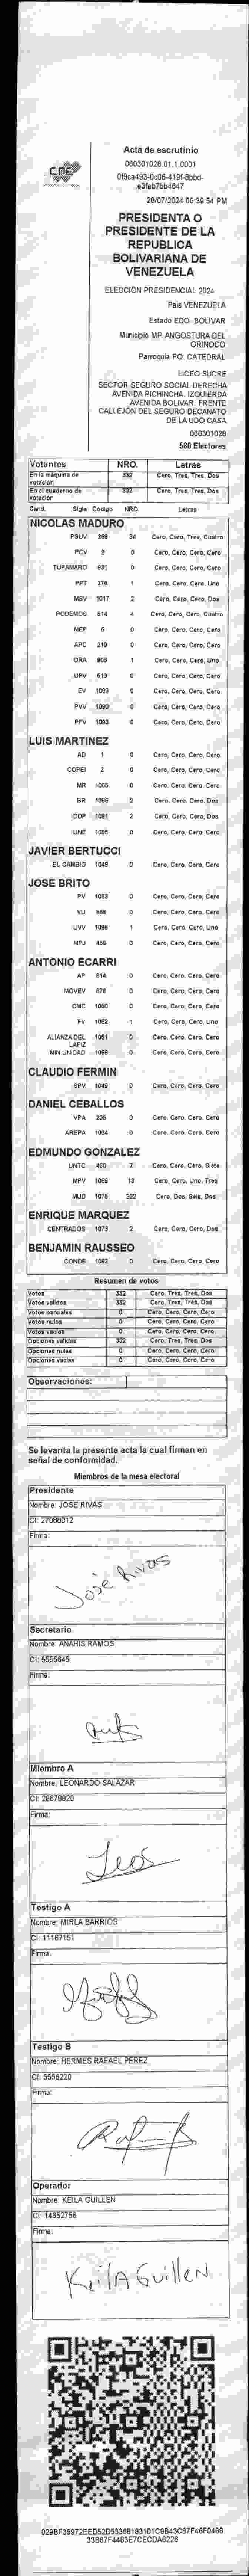 CNE
Acta de escrutinio
060301028.01.1.0001
0f9ca493-0c06-419f-8bbd-
e3fab7bb4647
28/07/2024 06:39:54 PM
PRESIDENTA O
PRESIDENTE DE LA
REPUBLICA
BOLIVARIANA DE
VENEZUELA
ELECCIÓN PRESIDENCIAL 2024
País VENEZUELA
Estado EDO. BOLIVAR
Municipio MP. ANGOSTURA DEL
ORINOCO
Parroquia PQ. CATEDRAL
LICEO SUCRE
SECTOR SEGURO SOCIAL DERECHA
AVENIDA PICHINCHA. IZQUIERDA
AVENIDA BOLIVAR. FRENTE
CALLEJÓN DEL SEGURO DECANATO
DE LA UDO CASA
060301028
580 Electores
Votantes NRO. Letras
En la máquina de votación 332 Cero, Tres, Tres, Dos
En el cuaderno de votación 332 Cero, Tres, Tres, Dos
Cand. Sigla Codigo NRO. Letras
NICOLAS MADURO
PSUV 269 34 Cero, Cero, Tres, Cuatro
PCV 9 0 Cero, Cero, Cero, Cero
TUPAMARO 831 0 Cero, Cero, Cero, Cero
PPT 276 1 Cero, Cero, Cero, Uno
MSV 1017 2 Cero, Cero, Cero, Dos
PODEMOS 514 4 Cero, Cero, Cero, Cuatro
MEP 6 0 Cero, Cero, Cero, Cero
APC 219 0 Cero, Cero, Cero, Cero
ORA 900 1 Cero, Cero, Cero, Uno
UPV 513 0 Cero, Cero, Cero, Cero
EV 1089 0 Cero, Cero, Cero, Cero
PVV 1090 0 Cero, Cero, Cero, Cero
PFV 1093 0 Cero, Cero, Cero, Cero
LUIS MARTINEZ
AD 1 0 Cero, Cero, Cero, Cero
COPEI 2 0 Cero, Cero, Cero, Cero
MR 1055 0 Cero, Cero, Cero, Cero
BR 1056 2 Cero, Cero, Cero, Dos
DDP 1091 2 Cero, Cero, Cero, Dos
UNE 1095 0 Cero, Cero, Cero, Cero
JAVIER BERTUCCI
EL CAMBIO 1048 0 Cero, Cero, Cero, Cero
JOSE BRITO
PV 1053 0 Cero, Cero, Cero, Cero
VU 968 0 Cero, Cero, Cero, Cero
UVV 1096 1 Cero, Cero, Cero, Uno
MPJ 455 0 Cero, Cero, Cero, Cero
ANTONIO ECARRI
AP 814 0 Cero, Cero, Cero, Cero
MOVEV 678 0 Cero, Cero, Cero, Cero
CMC 1050 0 Cero, Cero, Cero, Cero
FV 1062 1 Cero, Cero, Cero, Uno
ALIANZA DEL LAPIZ 1051 0 Cero, Cero, Cero, Cero
MIN UNIDAD 1059 0 Cero, Cero, Cero, Cero
CLAUDIO FERMIN
SPV 1049 0 Cero, Cero, Cero, Cero
DANIEL CEBALLOS
VPA 235 0 Cero, Cero, Cero, Cero
AREPA 1094 0 Cero, Cero, Cero, Cero
EDMUNDO GONZALEZ
UNTC 450 7 Cero, Cero, Cero, Siete
MPV 1069 13 Cero, Cero, Uno, Tres
MUD 1075 262 Cero, Dos, Seis, Dos
ENRIQUE MARQUEZ
CENTRADOS 1073 2 Cero, Cero, Cero, Dos
BENJAMIN RAUSSEO
CONDE 1092 0 Cero, Cero, Cero, Cero
Resumen de votos
Votos 332 Cero, Tres, Tres, Dos
Votos válidos 332 Cero, Tres, Tres, Dos
Votos parciales 0 Cero, Cero, Cero, Cero
Votos nulos 0 Cero, Cero, Cero, Cero
Votos vacíos 0 Cero, Cero, Cero, Cero
Opciones validas 332 Cero, Tres, Tres, Dos
Opciones nulas 0 Cero, Cero, Cero, Cero
Opciones vacías 0 Cero, Cero, Cero, Cero
Observaciones:
Se levanta la presente acta la cual firman en
señal de conformidad.
Miembros de la mesa electoral
Presidente
Nombre: JOSE RIVAS
CI: 27088012
Firma:
José Rivas
Secretario
Nombre: ANAHIS RAMOS
CI: 5555645
Firma:
Miembro A
Nombre: LEONARDO SALAZAR
CI: 28678820
Firma:
Leos
Testigo A
Nombre: MIRLA BARRIOS
CI: 11167151
Firma:
Testigo B
Nombre: HERMES RAFAEL PEREZ
CI: 5556220
Firma:
Operador
Nombre: KEILA GUILLEN
CI: 14652756
Firma:
KeilA GuilleN
029BF35972EED52D53368183101C9B43C67F46F0466
33867F4483E7CECDA6226